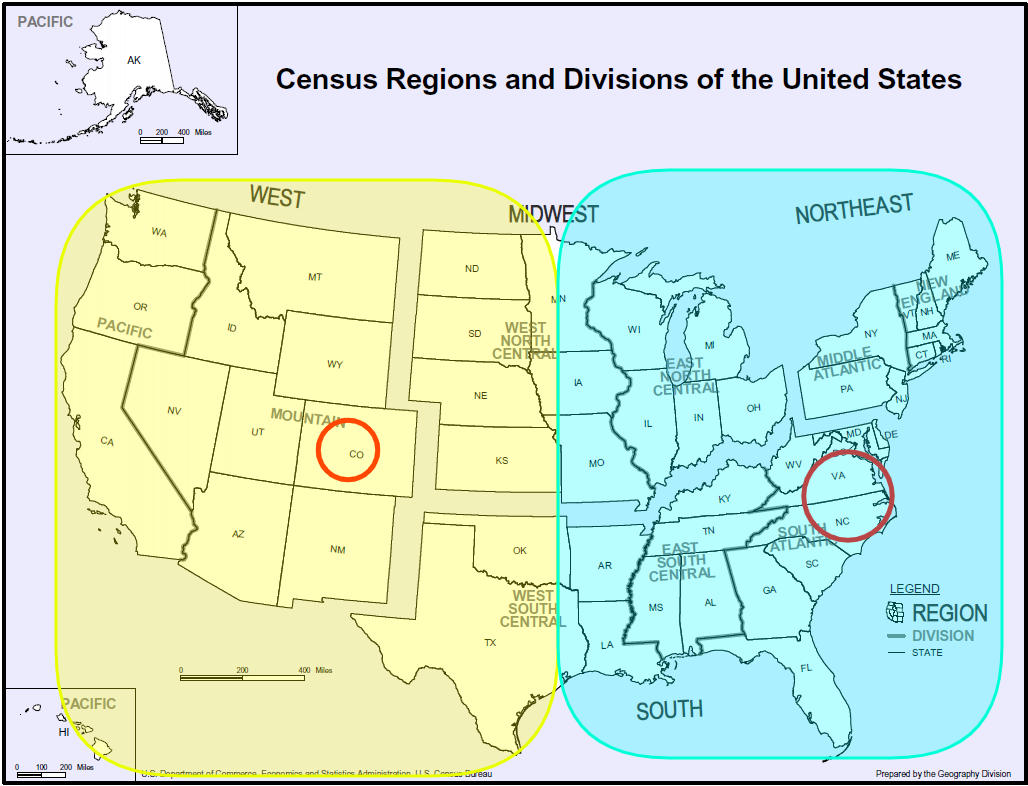 PACIFIC
AK
0 200 400 Miles
Census Regions and Divisions of the United States
WEST
MIDWEST
NORTHEAST
WA
MT
ND
MN
ME
OR
ID
SD
WI
MI
NY
VT
NH
NEW
ENGLAND
PACIFIC
WEST
NORTH
CENTRAL
MA
CT
RI
WY
IA
EAST
NORTH
CENTRAL
MIDDLE
ATLANTIC
PA
NJ
NE
IL
IN
OH
NV
MOUNTAIN
UT
CO
CA
KS
MO
WV
MD
DE
VA
KY
NC
AZ
NM
OK
AR
TN
SOUTH
ATLANTIC
SC
EAST
SOUTH
CENTRAL
WEST
SOUTH
CENTRAL
MS
AL
GA
TX
LA
FL
0 200 400 Miles
SOUTH
LEGEND
REGION
DIVISION
STATE
PACIFIC
HI
0 100 200 Miles
U.S. Department of Commerce Economics and Statistics Administration U.S. Census Bureau
Prepared by the Geography Division